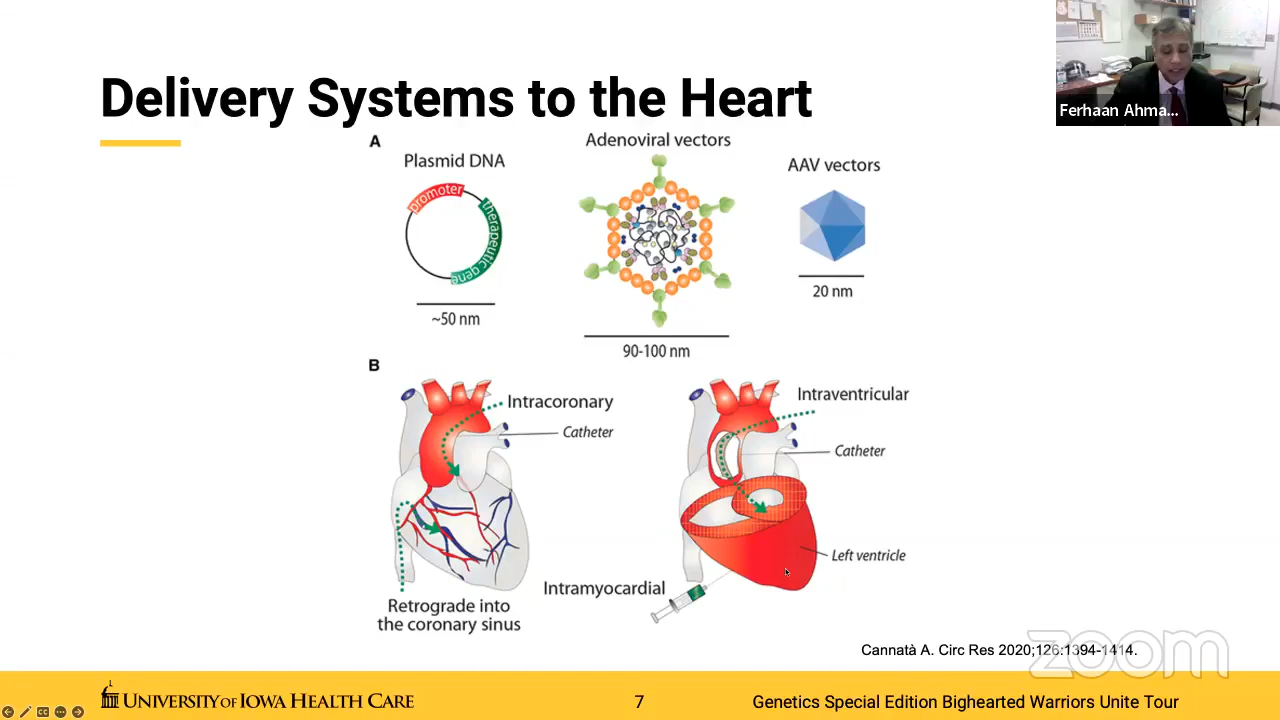 Delivery Systems to the Heart
Ferhaan Ahma...
A
Plasmid DNA
promoter
therapeutic gene
~50 nm
Adenoviral vectors
90-100 nm
AAV vectors
20 nm
B
Intracoronary
Catheter
Retrograde into
the coronary sinus
Intraventricular
Catheter
Left ventricle
Intramyocardial
Cannatà A. Circ Res 2020;126:1394-1414.
zoom
UNIVERSITY OF IOWA HEALTH CARE
7
Genetics Special Edition Bighearted Warriors Unite Tour